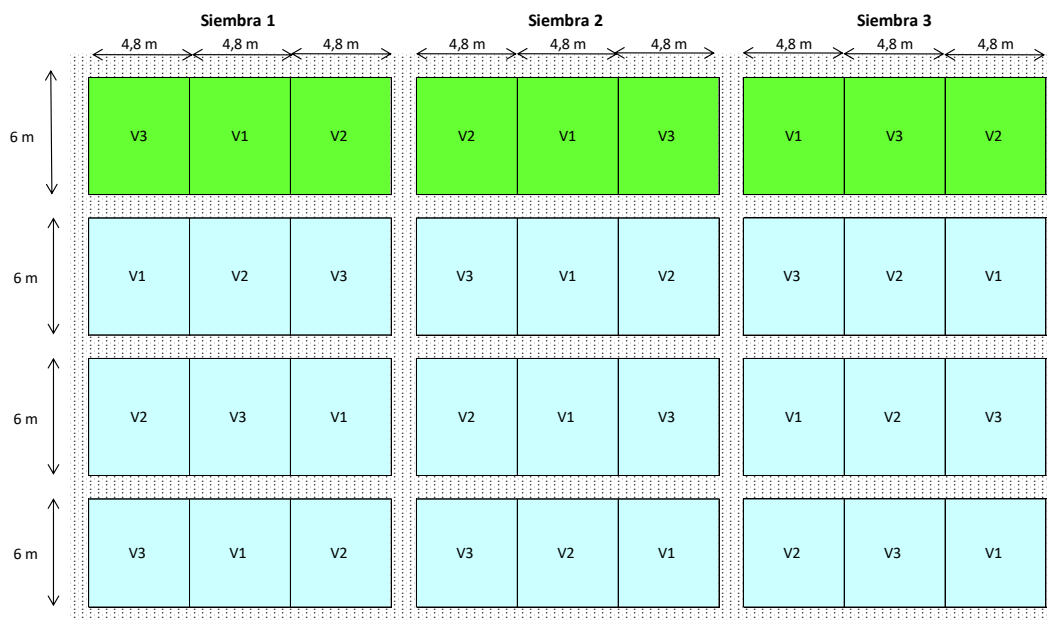 Siembra 1 Siembra 2 Siembra 3
4,8 m 4,8 m 4,8 m 4,8 m 4,8 m 4,8 m 4,8 m 4,8 m 4,8 m
6 m V3 V1 V2 V2 V1 V3 V1 V3 V2
6 m V1 V2 V3 V3 V1 V2 V3 V2 V1
6 m V2 V3 V1 V2 V1 V3 V1 V2 V3
6 m V3 V1 V2 V3 V2 V1 V2 V3 V1